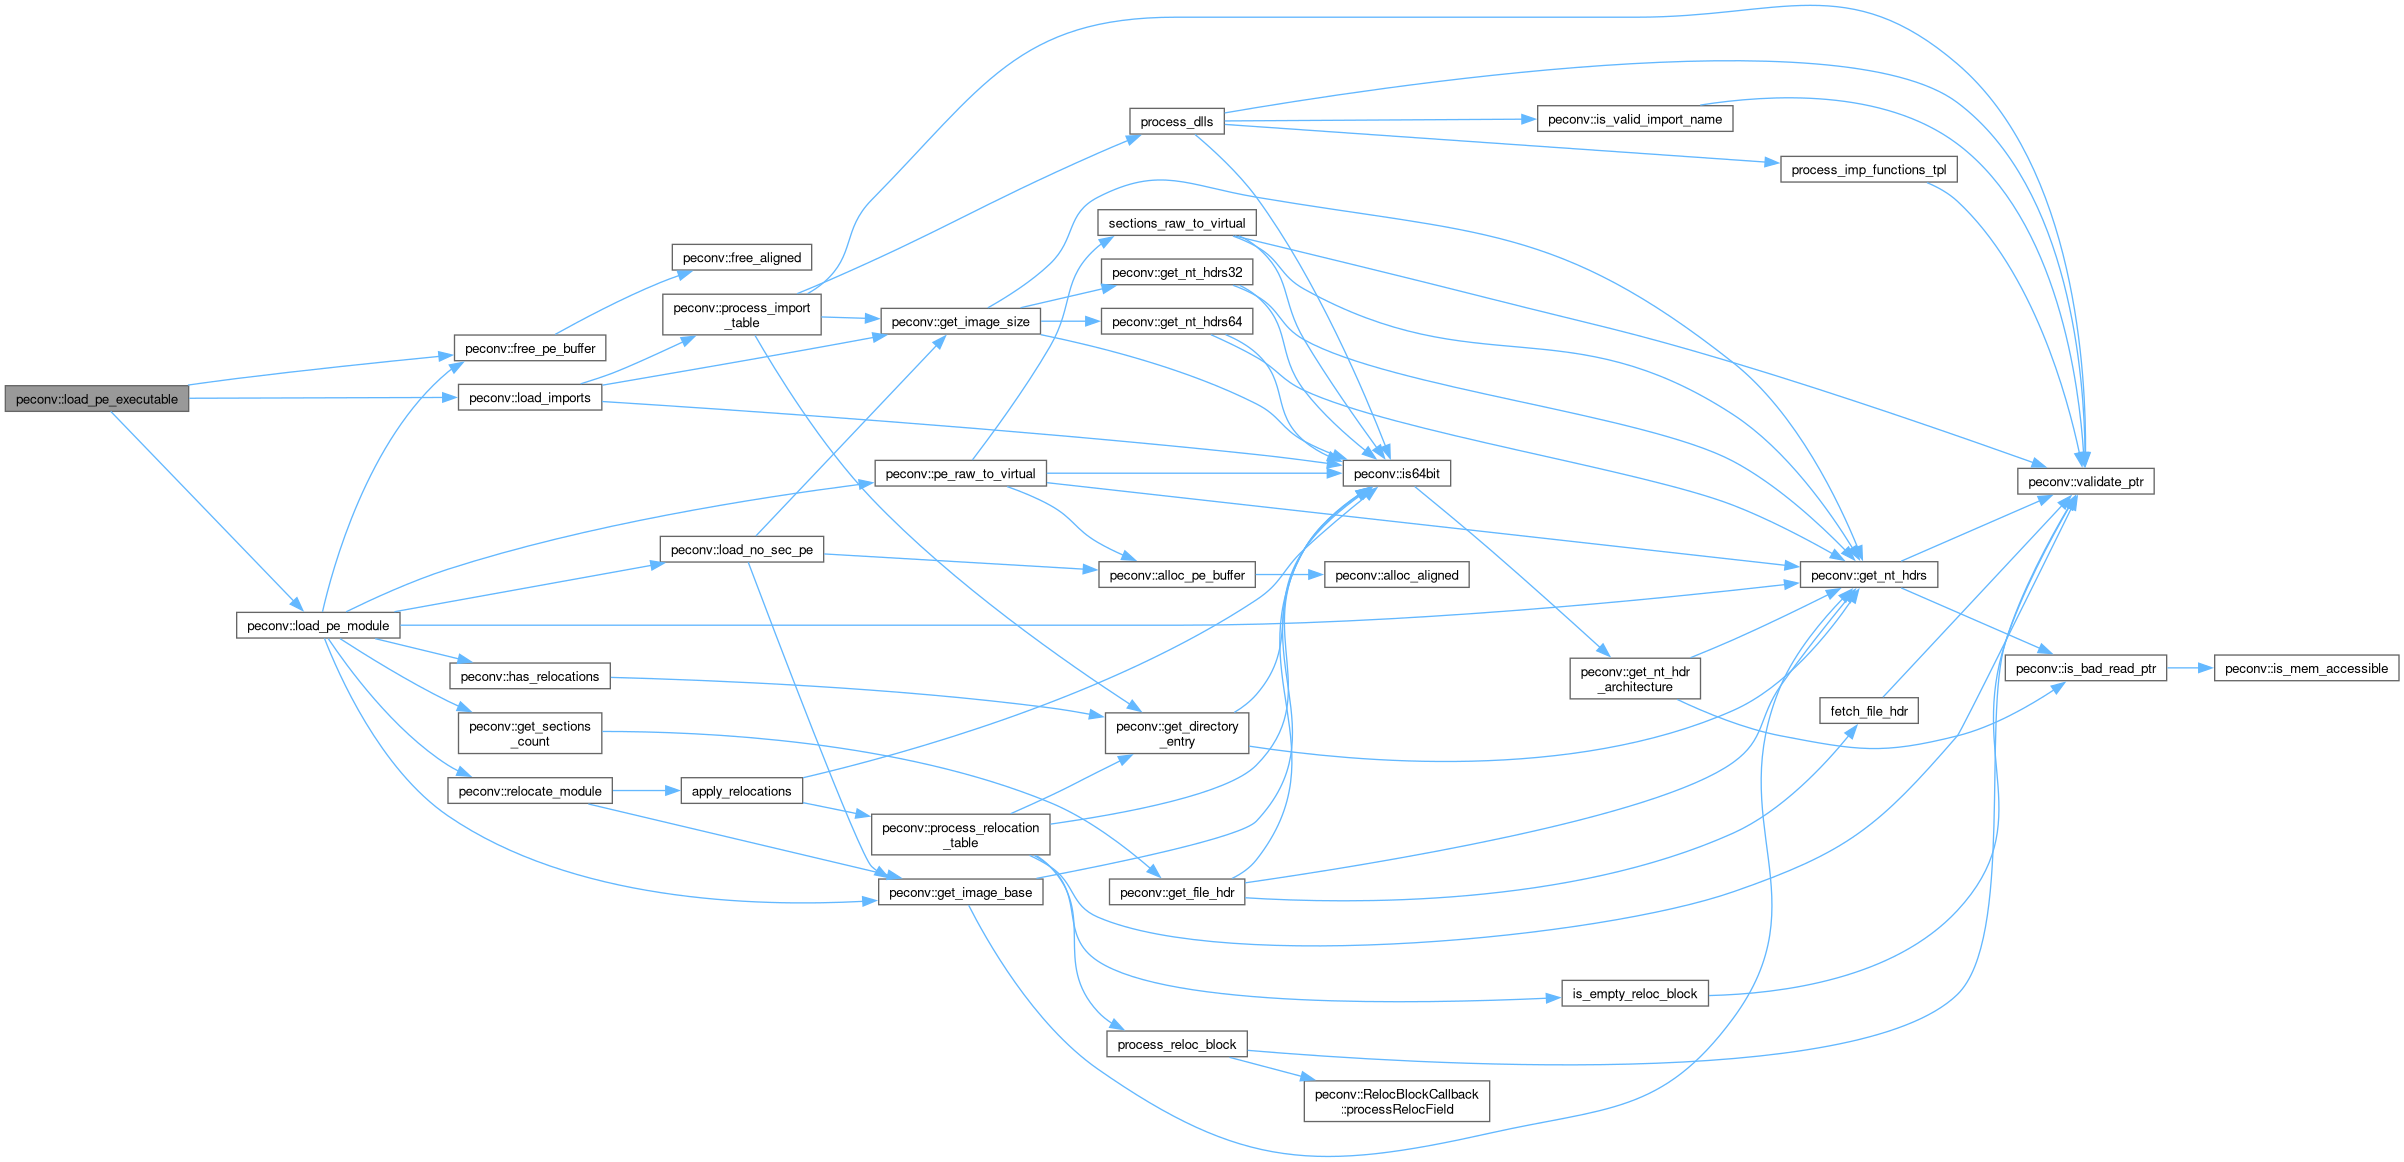 peconv::load_pe_executable
peconv::free_pe_buffer
peconv::load_imports
peconv::load_pe_module
peconv::has_relocations
peconv::get_sections
_count
peconv::relocate_module
peconv::free_aligned
peconv::process_import
_table
peconv::load_no_sec_pe
apply_relocations
peconv::get_image_size
peconv::pe_raw_to_virtual
peconv::process_relocation
_table
peconv::get_image_base
process_dlls
sections_raw_to_virtual
peconv::get_nt_hdrs32
peconv::get_nt_hdrs64
peconv::alloc_pe_buffer
peconv::get_directory
_entry
peconv::get_file_hdr
process_reloc_block
peconv::is64bit
peconv::alloc_aligned
peconv::RelocBlockCallback
::processRelocField
peconv::is_valid_import_name
peconv::get_nt_hdr
_architecture
is_empty_reloc_block
process_imp_functions_tpl
peconv::get_nt_hdrs
fetch_file_hdr
peconv::validate_ptr
peconv::is_bad_read_ptr
peconv::is_mem_accessible